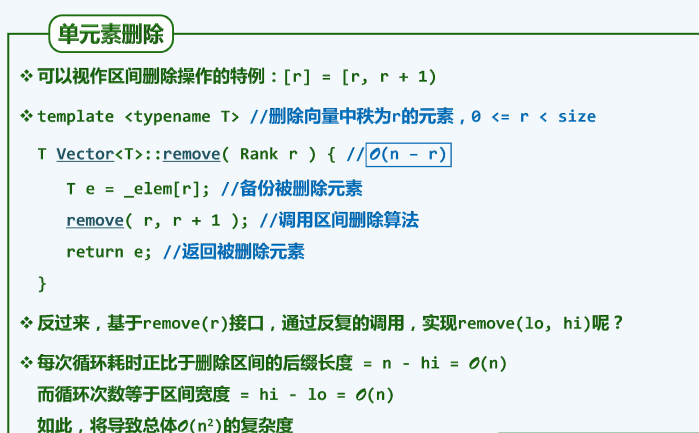 单元素删除
❖可以视作区间删除操作的特例：[r] = [r, r + 1)
❖template <typename T> //删除向量中秩为r的元素，0 <= r < size
T Vector<T>::remove( Rank r ) { //O(n – r)
T e = _elem[r]; //备份被删除元素
remove( r, r + 1 ); //调用区间删除算法
return e; //返回被删除元素
}
❖反过来，基于remove(r)接口，通过反复的调用，实现remove(lo, hi)呢？
❖每次循环耗时正比于删除区间的后缀长度 = n - hi = O(n)
而循环次数等于区间宽度 = hi - lo = O(n)
如此，将导致总体O(n²)的复杂度